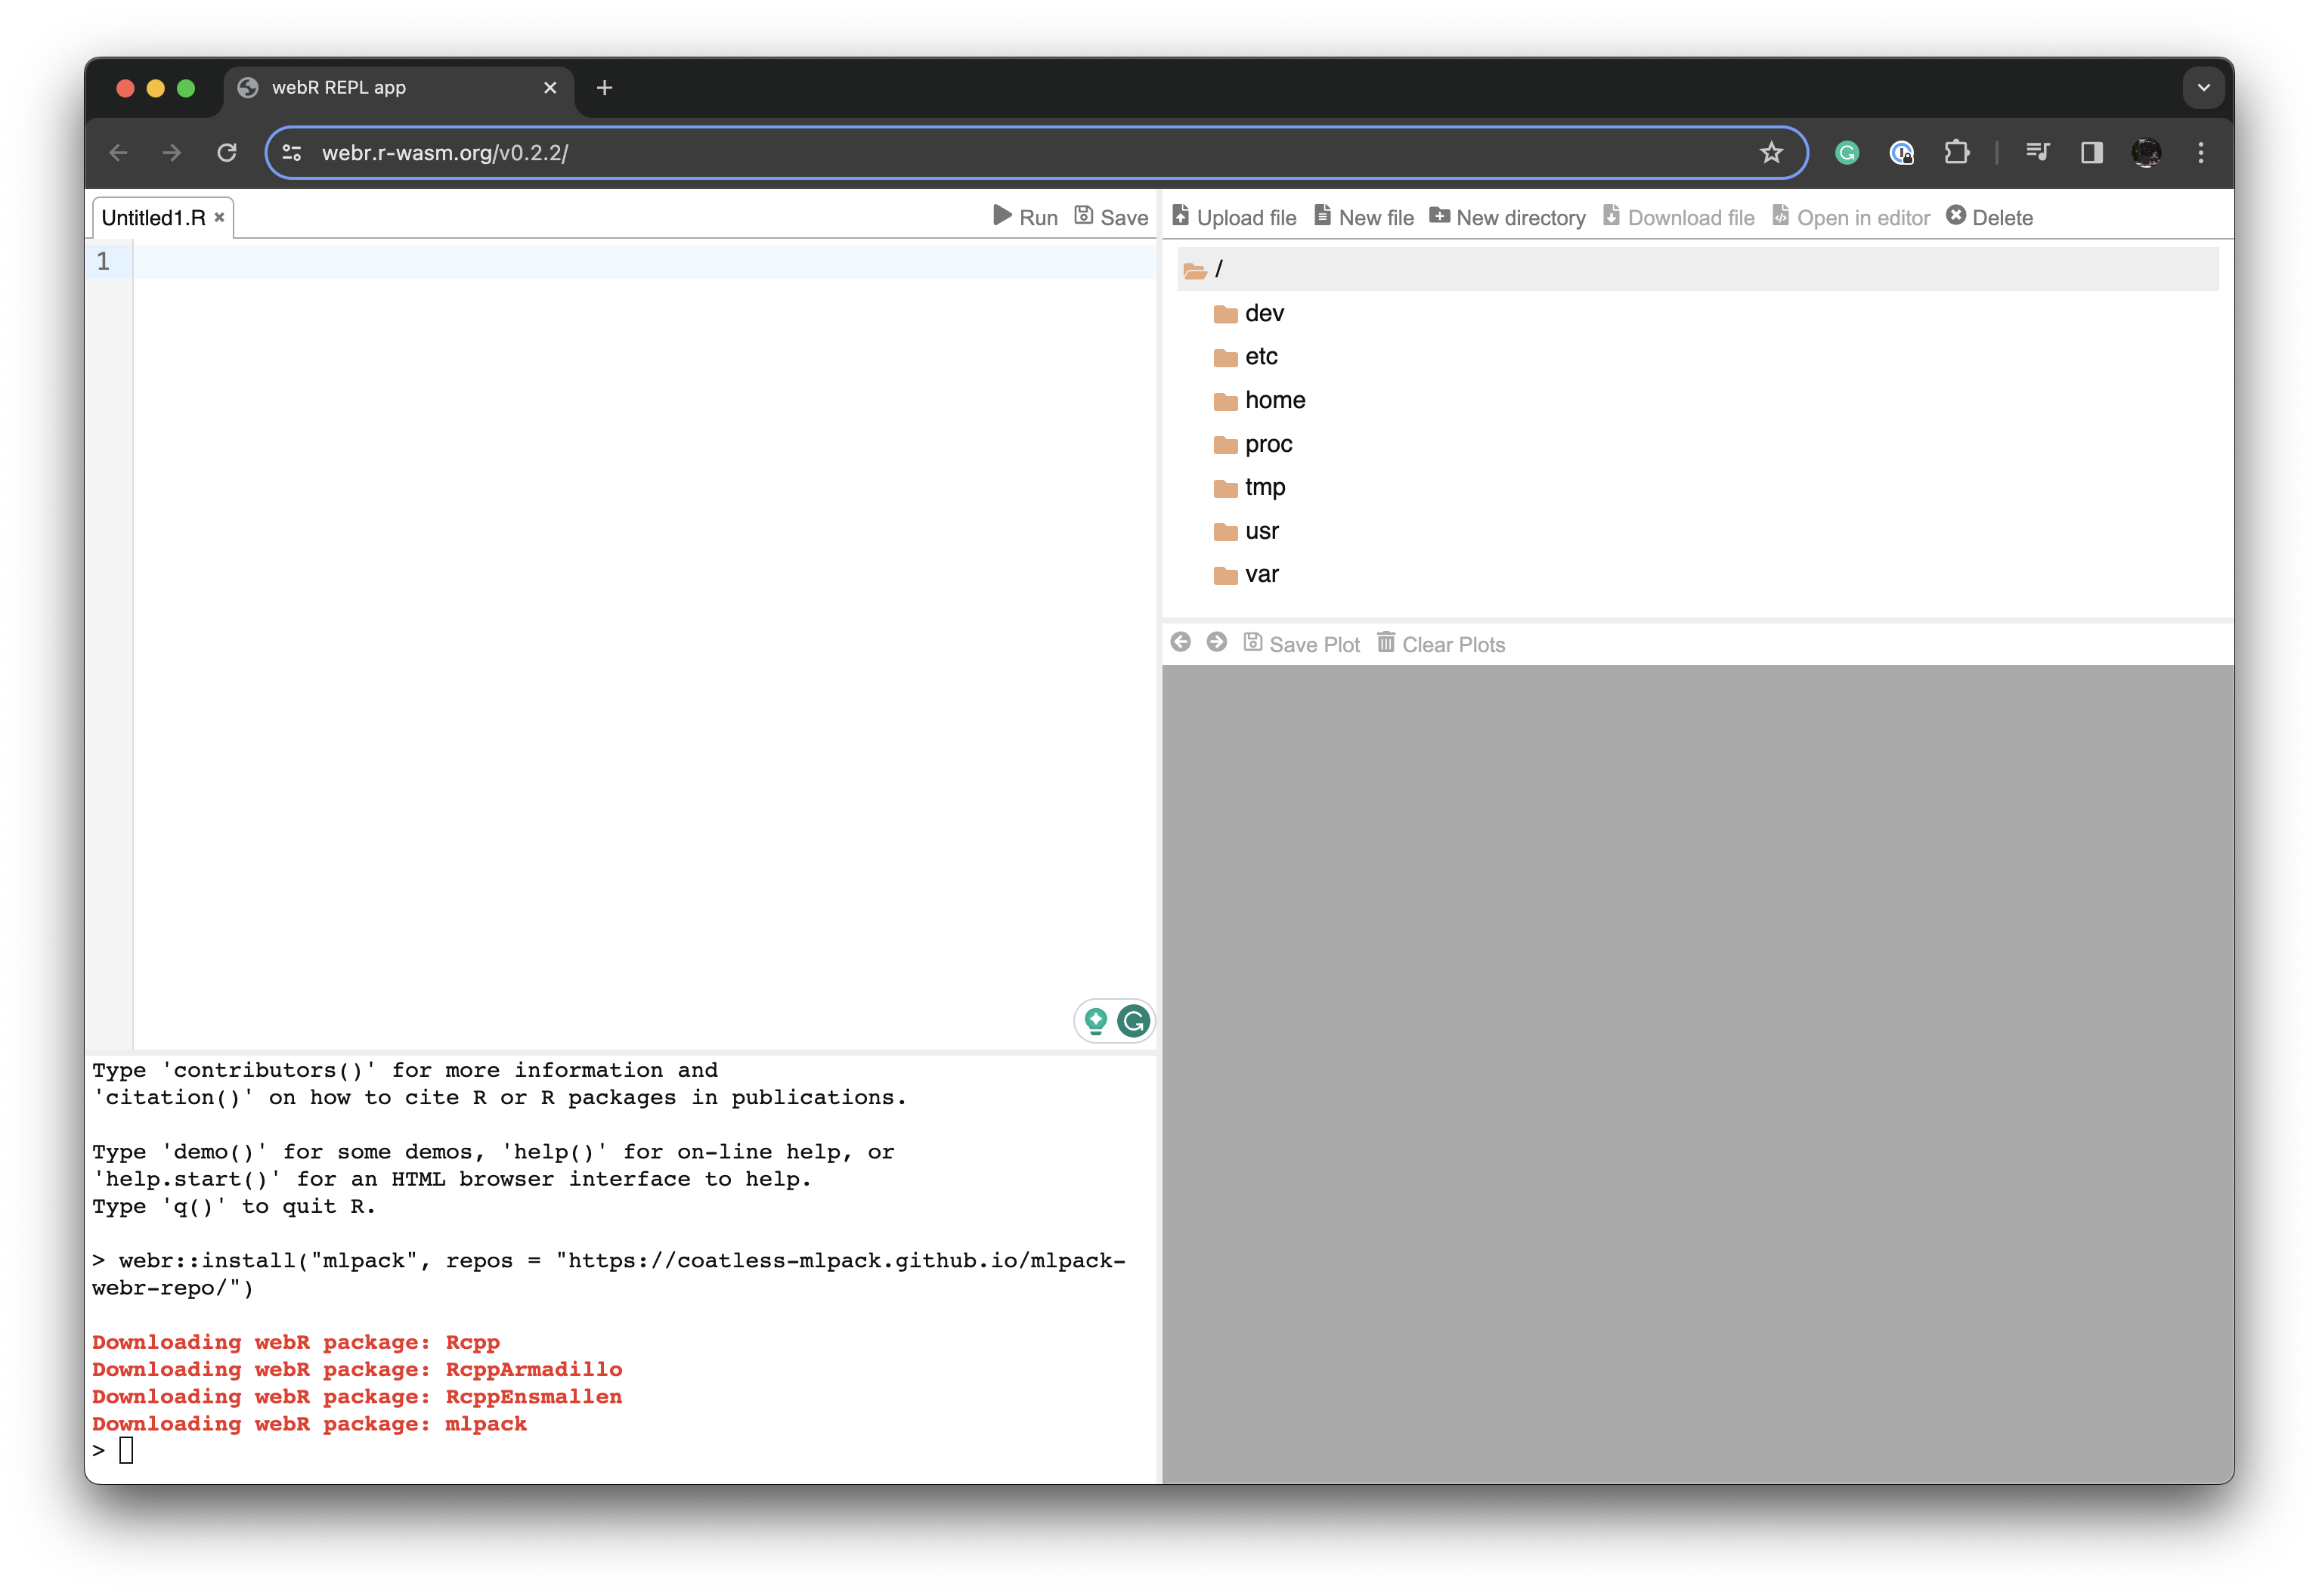 webR REPL app
webr.r-wasm.org/v0.2.2/
Untitled1.R
Run Save
Upload file New file New directory Download file Open in editor Delete
1
/
dev
etc
home
proc
tmp
usr
var
Save Plot Clear Plots
Type 'contributors()' for more information and
'citation()' on how to cite R or R packages in publications.
Type 'demo()' for some demos, 'help()' for on-line help, or
'help.start()' for an HTML browser interface to help.
Type 'q()' to quit R.
> webr::install("mlpack", repos = "https://coatless-mlpack.github.io/mlpack-
webr-repo/")
Downloading webR package: Rcpp
Downloading webR package: RcppArmadillo
Downloading webR package: RcppEnsmallen
Downloading webR package: mlpack
>